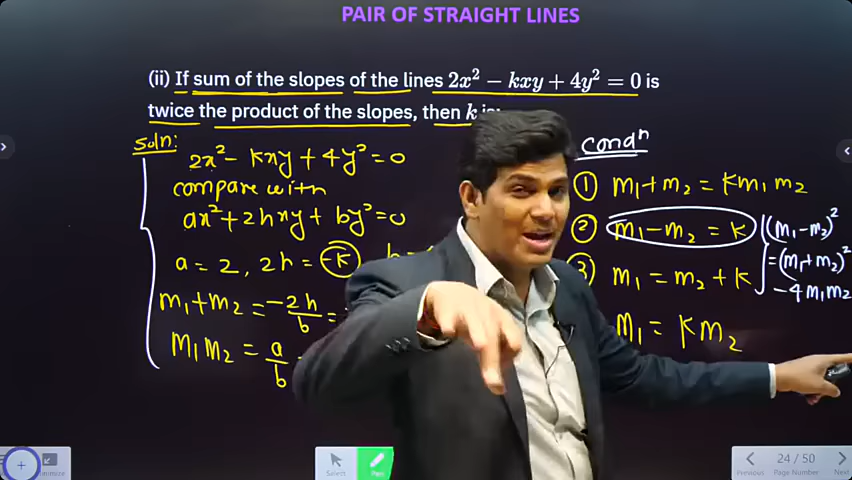 PAIR OF STRAIGHT LINES
(ii) If sum of the slopes of the lines 2x² − kxy + 4y² = 0 is
twice the product of the slopes, then k is:
Soln:
2x² - kxy + 4y² = 0
compare with
ax² + 2hxy + by² = 0
a = 2, 2h = -k
m₁+m₂ = -2h/b =
m₁m₂ = a/b
condⁿ
① m₁+m₂ = km₁m₂
② m₁-m₂ = k
(m₁-m₂)²
= (m₁+m₂)²
- 4m₁m₂
③ m₁ = m₂ + k
m₁ = km₂
Select
Pen
Previous
24 / 50
Page Number
Next